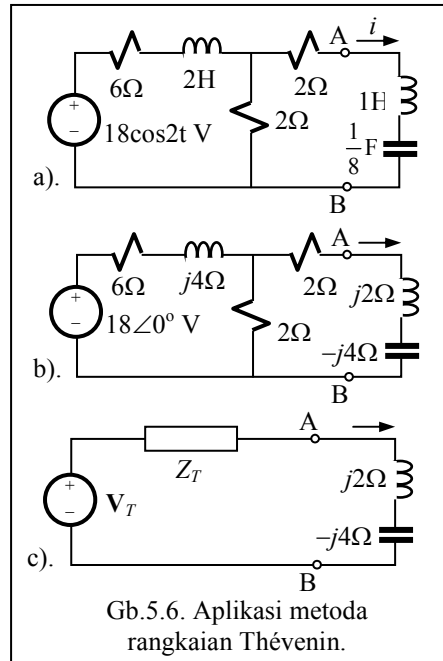 A i
6Ω 2H 2Ω 1H
+ − 18cos2t V 2Ω 1/8 F
a). B
A
6Ω j4Ω 2Ω j2Ω
+ − 18∠0° V 2Ω −j4Ω
b). B
A
Z_T j2Ω
+ − V_T −j4Ω
c). B
Gb.5.6. Aplikasi metoda
rangkaian Thévenin.